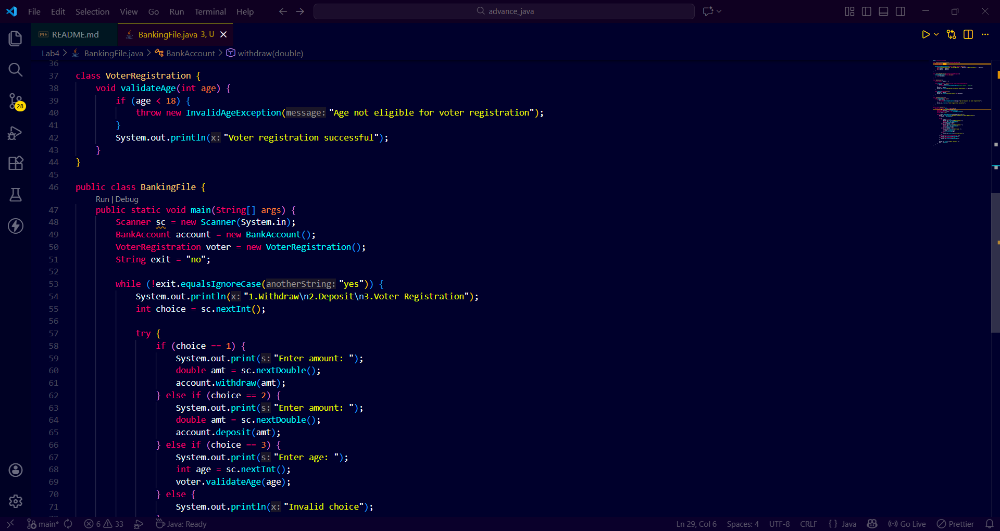 File Edit Selection View Go Run Terminal Help advance_java
README.md BankingFile.java 3, U
Lab4 > BankingFile.java > BankAccount > withdraw(double)
36
37 class VoterRegistration {
38 void validateAge(int age) {
39 if (age < 18) {
40 throw new InvalidAgeException(message: "Age not eligible for voter registration");
41 }
42 System.out.println(x: "Voter registration successful");
43 }
44 }
45
46 public class BankingFile {
Run | Debug
47 public static void main(String[] args) {
48 Scanner sc = new Scanner(System.in);
49 BankAccount account = new BankAccount();
50 VoterRegistration voter = new VoterRegistration();
51 String exit = "no";
52
53 while (!exit.equalsIgnoreCase(anotherString: "yes")) {
54 System.out.println(x: "1.Withdraw\n2.Deposit\n3.Voter Registration");
55 int choice = sc.nextInt();
56
57 try {
58 if (choice == 1) {
59 System.out.print(s: "Enter amount: ");
60 double amt = sc.nextDouble();
61 account.withdraw(amt);
62 } else if (choice == 2) {
63 System.out.print(s: "Enter amount: ");
64 double amt = sc.nextDouble();
65 account.deposit(amt);
66 } else if (choice == 3) {
67 System.out.print(s: "Enter age: ");
68 int age = sc.nextInt();
69 voter.validateAge(age);
70 } else {
71 System.out.println(x: "Invalid choice");
28
main* 6 33 Java: Ready Ln 29, Col 6 Spaces: 4 UTF-8 CRLF { } Java Go Live Prettier